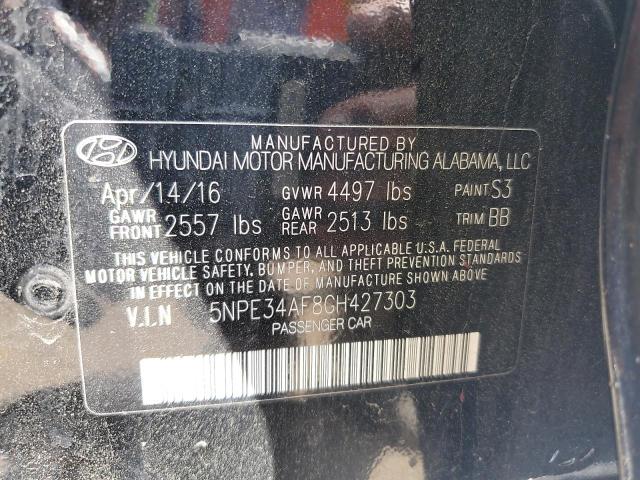 MANUFACTURED BY
HYUNDAI MOTOR MANUFACTURING ALABAMA, LLC
Apr/14/16 GVWR 4497 lbs PAINT S3
GAWR FRONT 2557 lbs GAWR REAR 2513 lbs TRIM BB
THIS VEHICLE CONFORMS TO ALL APPLICABLE U.S.A. FEDERAL
MOTOR VEHICLE SAFETY, BUMPER, AND THEFT PREVENTION STANDARDS
IN EFFECT ON THE DATE OF MANUFACTURE SHOWN ABOVE
V.I.N 5NPE34AF8GH427303
PASSENGER CAR